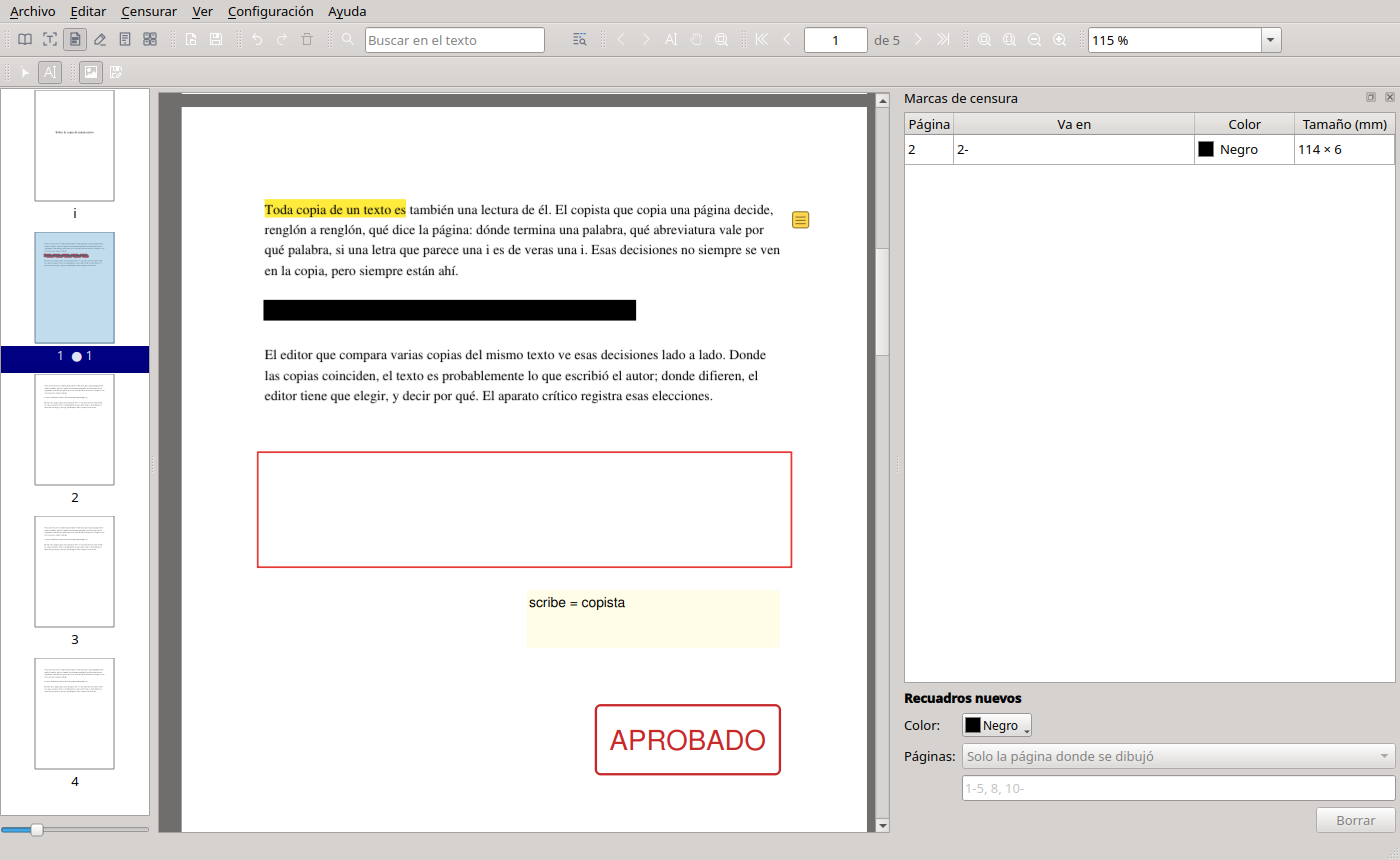 Archivo Editar Censurar Ver Configuración Ayuda
Buscar en el texto
1 de 5
115 %
i
1 1
2
3
4
Toda copia de un texto es también una lectura de él. El copista que copia una página decide,
renglón a renglón, qué dice la página: dónde termina una palabra, qué abreviatura vale por
qué palabra, si una letra que parece una i es de veras una i. Esas decisiones no siempre se ven
en la copia, pero siempre están ahí.
El editor que compara varias copias del mismo texto ve esas decisiones lado a lado. Donde
las copias coinciden, el texto es probablemente lo que escribió el autor; donde difieren, el
editor tiene que elegir, y decir por qué. El aparato crítico registra esas elecciones.
scribe = copista
APROBADO
Marcas de censura
Página Va en Color Tamaño (mm)
2 2- Negro 114 × 6
Recuadros nuevos
Color: Negro
Páginas: Solo la página donde se dibujó
1-5, 8, 10-
Borrar